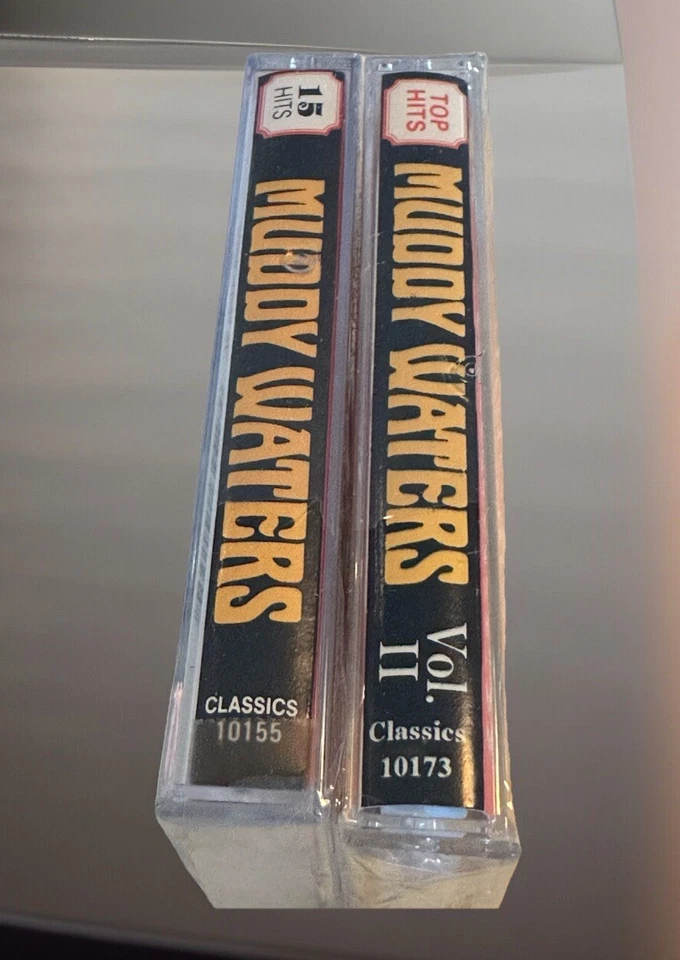 15
HITS
MUDDY WATERS
CLASSICS
10155
TOP
HITS
MUDDY WATERS
Vol.
II
Classics
10173